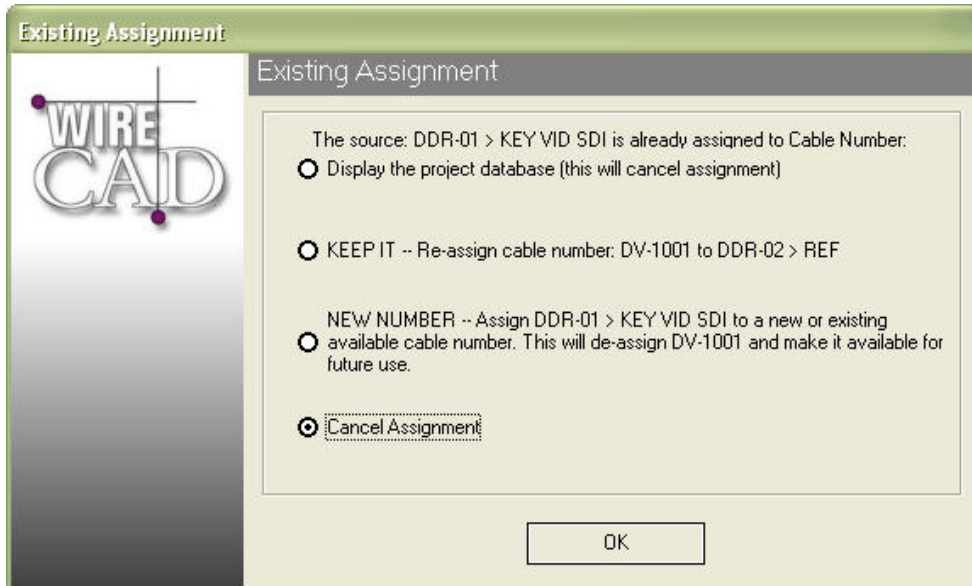 Existing Assignment
Existing Assignment
WIRE
CAD
The source: DDR-01 > KEY VID SDI is already assigned to Cable Number:
Display the project database (this will cancel assignment)
KEEP IT -- Re-assign cable number: DV-1001 to DDR-02 > REF
NEW NUMBER -- Assign DDR-01 > KEY VID SDI to a new or existing
available cable number. This will de-assign DV-1001 and make it available for
future use.
Cancel Assignment
OK